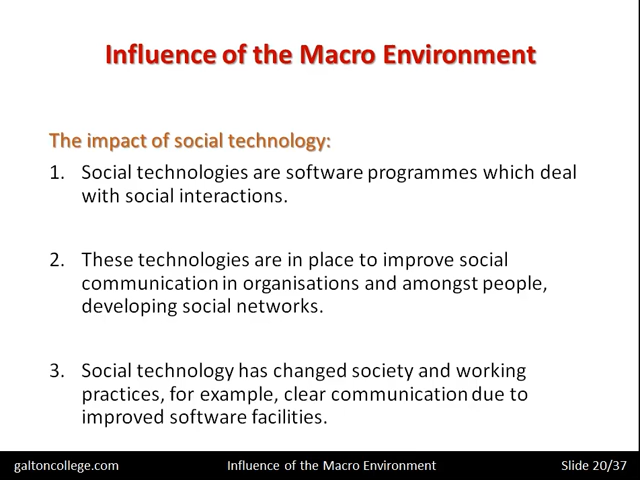 Influence of the Macro Environment
The impact of social technology:
1. Social technologies are software programmes which deal
with social interactions.
2. These technologies are in place to improve social
communication in organisations and amongst people,
developing social networks.
3. Social technology has changed society and working
practices, for example, clear communication due to
improved software facilities.
galtoncollege.com Influence of the Macro Environment Slide 20/37